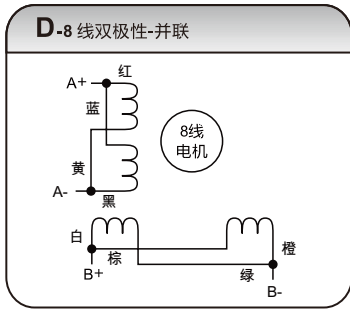 D-8 线双极性-并联
红
A+
蓝
8线
电机
黄
A-
黑
白
橙
棕
B+
绿
B-